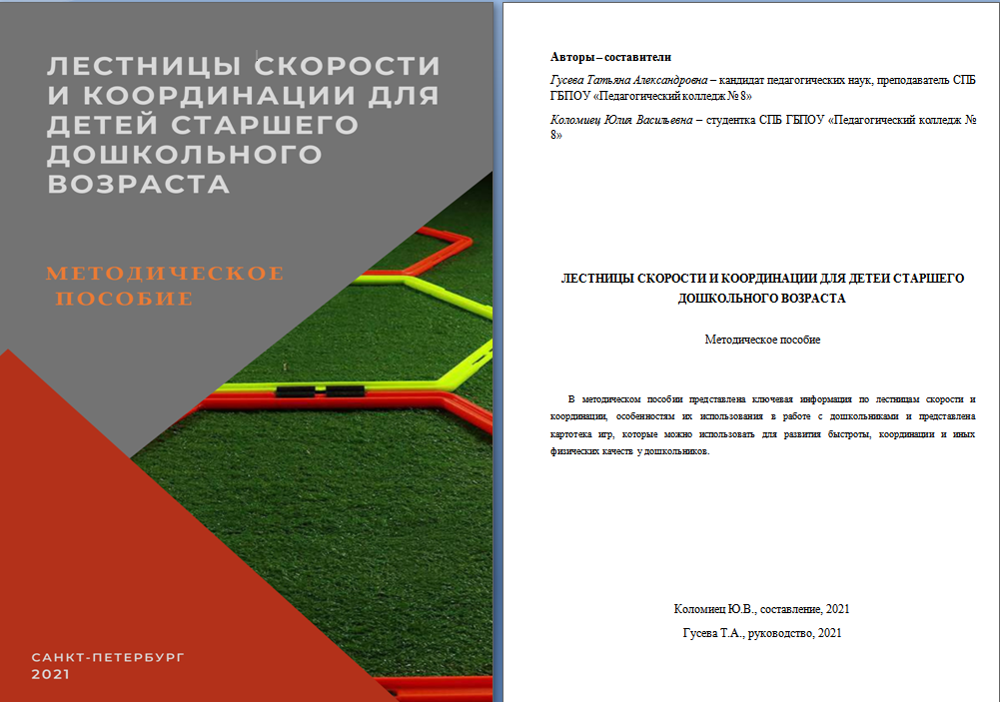 ЛЕСТНИЦЫ СКОРОСТИ
И КООРДИНАЦИИ ДЛЯ
ДЕТЕЙ СТАРШЕГО
ДОШКОЛЬНОГО
ВОЗРАСТА
МЕТОДИЧЕСКОЕ
ПОСОБИЕ
САНКТ-ПЕТЕРБУРГ
2021
Авторы – составители
Гусева Татьяна Александровна – кандидат педагогических наук, преподаватель СПБ
ГБПОУ «Педагогический колледж № 8»
Коломиец Юлия Васильевна – студентка СПБ ГБПОУ «Педагогический колледж №
8»
ЛЕСТНИЦЫ СКОРОСТИ И КООРДИНАЦИИ ДЛЯ ДЕТЕЙ СТАРШЕГО
ДОШКОЛЬНОГО ВОЗРАСТА
Методическое пособие
В методическом пособии представлена ключевая информация по лестницам скорости и
координации, особенностям их использования в работе с дошкольниками и представлена
картотека игр, которые можно использовать для развития быстроты, координации и иных
физических качеств у дошкольников.
Коломиец Ю.В., составление, 2021
Гусева Т.А., руководство, 2021